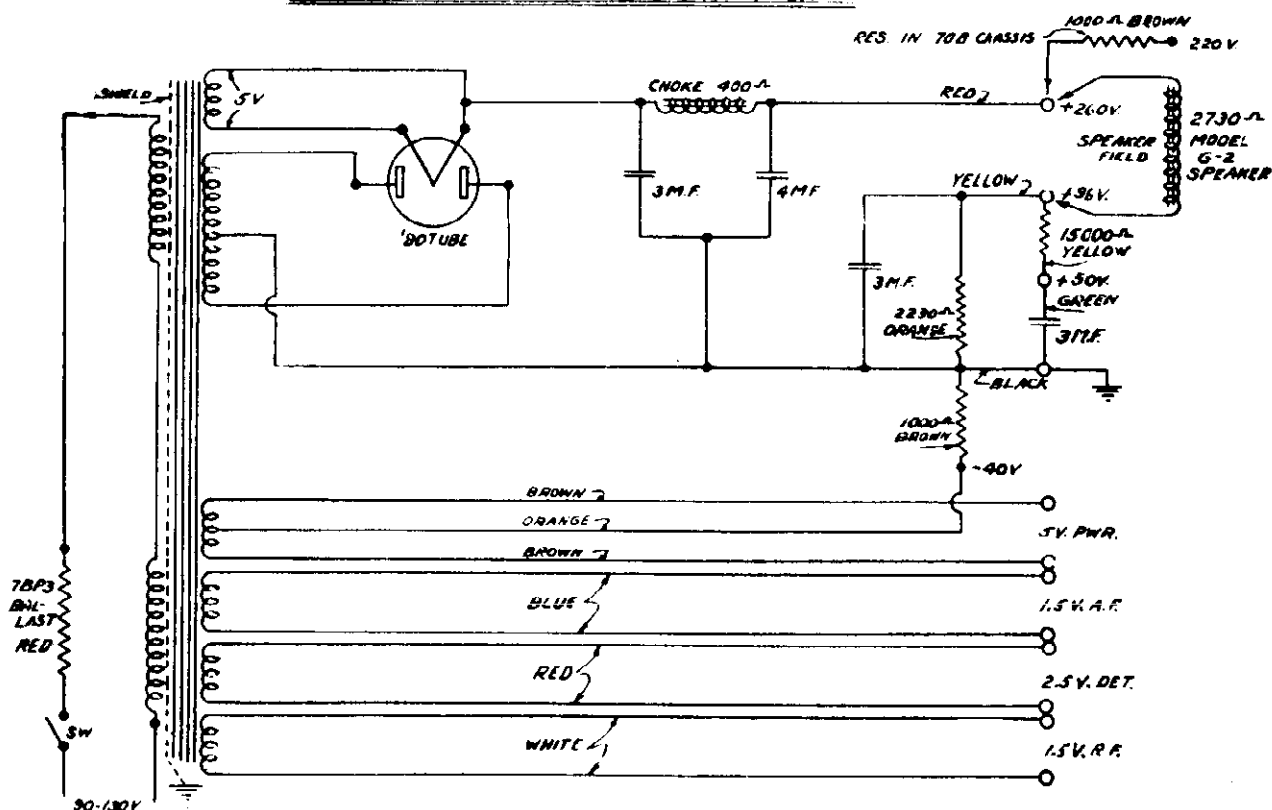 1000 Ω BROWN
RES. IN 70B CHASSIS
220 V.
SHIELD
5V
CHOKE 400 Ω
RED
+260V.
2730 Ω
MODEL
G-2
SPEAKER
SPEAKER
FIELD
3 M.F.
4 MF
YELLOW
+96V.
'80 TUBE
15000 Ω
YELLOW
+50V.
GREEN
3 M.F.
2230 Ω
ORANGE
3 M.F.
BLACK
1000 Ω
BROWN
-40V
BROWN
ORANGE
5V. PWR.
BROWN
7BP3
BAL-
LAST
RED
BLUE
1.5 V. A.F.
RED
2.5 V. DET.
SW
WHITE
1.5 V. R.F.
90-130V